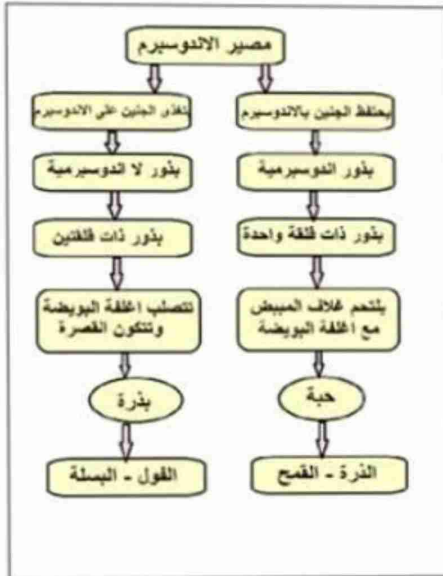 مصير الاندوسبرم
يحتفظ الجنين بالاندوسبرم
بذور اندوسبرمية
بذور ذات فلقة واحدة
يلتحم غلاف المبيض
مع اغلفة البويضة
حبة
الذرة - القمح
يتغذى الجنين على الاندوسبرم
بذور لا اندوسبرمية
بذور ذات فلقتين
تتصلب اغلفة البويضة
وتتكون القصرة
بذرة
الفول - البسلة